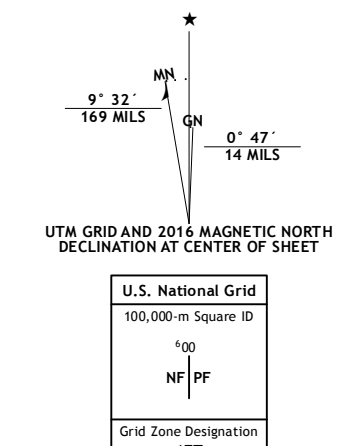 ★
MN
9° 32´
169 MILS
GN
0° 47´
14 MILS
UTM GRID AND 2016 MAGNETIC NORTH
DECLINATION AT CENTER OF SHEET
U.S. National Grid
100,000-m Square ID
⁶00
NF PF
Grid Zone Designation